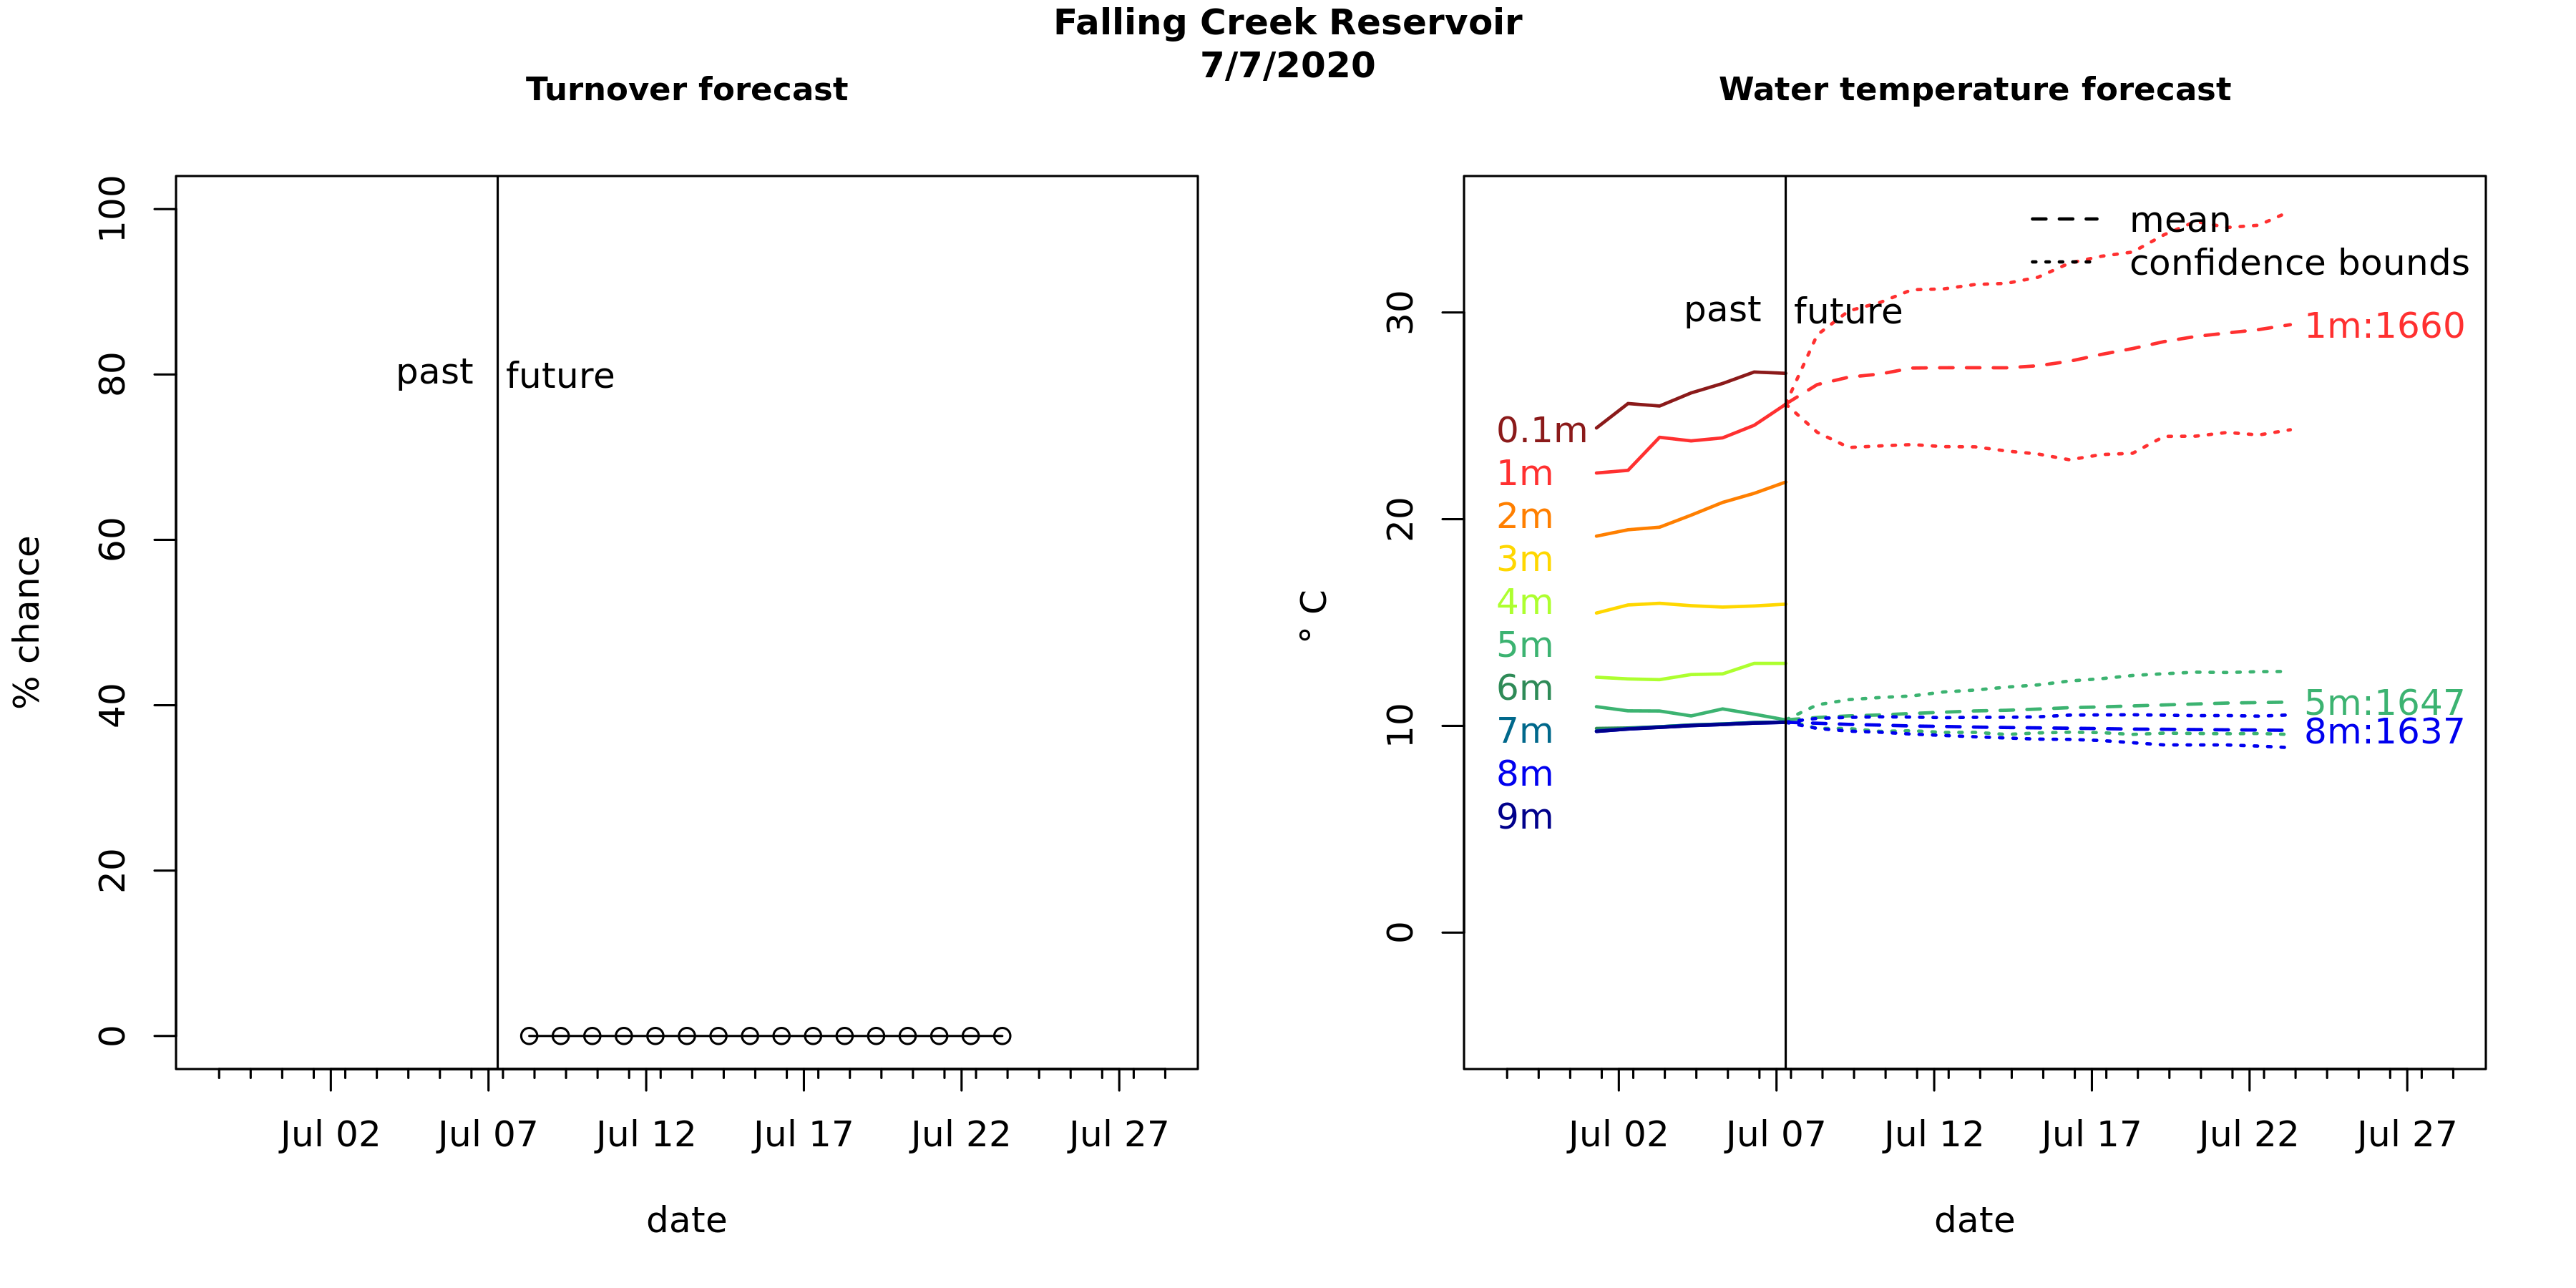 Falling Creek Reservoir
7/7/2020
Turnover forecast
% chance
100
80
60
40
20
0
past
future
Jul 02
Jul 07
Jul 12
Jul 17
Jul 22
Jul 27
date
Water temperature forecast
° C
30
20
10
0
mean
confidence bounds
past
future
0.1m
1m
2m
3m
4m
5m
6m
7m
8m
9m
1m:1660
5m:1647
8m:1637
Jul 02
Jul 07
Jul 12
Jul 17
Jul 22
Jul 27
date